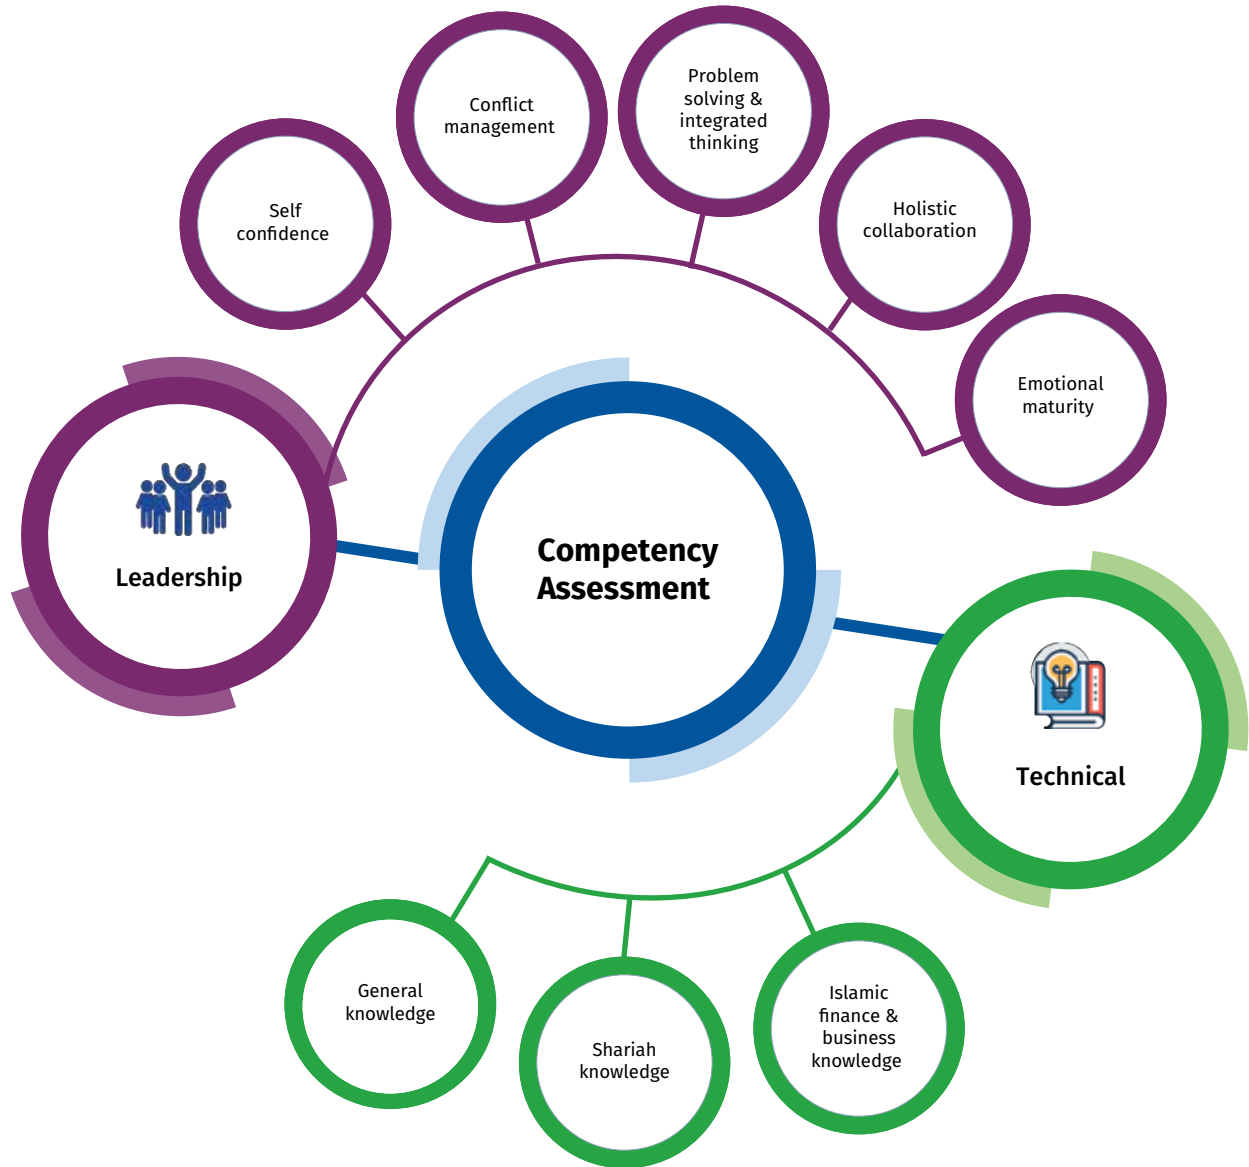 Problem
solving &
integrated
thinking
Conflict
management
Self
confidence
Holistic
collaboration
Emotional
maturity
Leadership
Competency
Assessment
Technical
General
knowledge
Shariah
knowledge
Islamic
finance &
business
knowledge